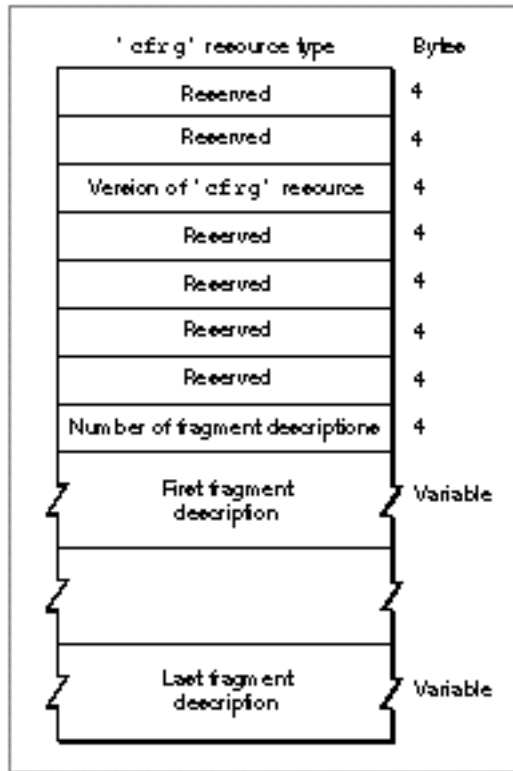 'cfrg' resource type Bytes
Reserved 4
Reserved 4
Version of 'cfrg' resource 4
Reserved 4
Reserved 4
Reserved 4
Reserved 4
Number of fragment descriptions 4
First fragment
description
Variable
Last fragment
description
Variable